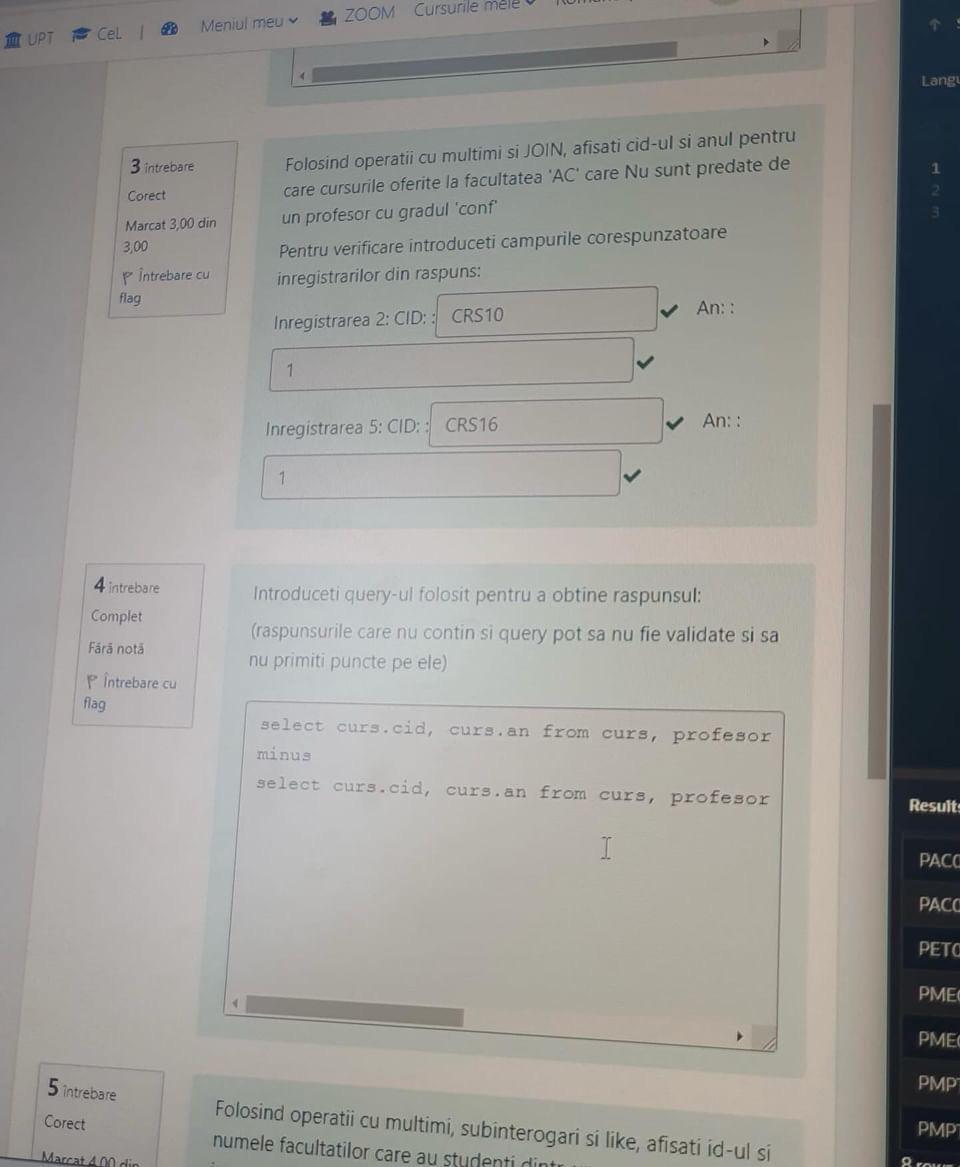 UPT CeL | Meniul meu ZOOM Cursurile mele
Langu
3 întrebare
Corect
Marcat 3,00 din
3,00
Întrebare cu
flag
Folosind operatii cu multimi si JOIN, afisati cid-ul si anul pentru
care cursurile oferite la facultatea 'AC' care Nu sunt predate de
un profesor cu gradul 'conf'
Pentru verificare introduceti campurile corespunzatoare
inregistrarilor din raspuns:
Inregistrarea 2: CID: : CRS10 An: :
1
Inregistrarea 5: CID: : CRS16 An: :
1
1
2
3
4 întrebare
Complet
Fără notă
Întrebare cu
flag
Introduceti query-ul folosit pentru a obtine raspunsul:
(raspunsurile care nu contin si query pot sa nu fie validate si sa
nu primiti puncte pe ele)
select curs.cid, curs.an from curs, profesor
minus
select curs.cid, curs.an from curs, profesor
Results
PAC0
PAC0
PET0
PME
PME
PMP
PMP
5 întrebare
Corect
Marcat 4,00 din
Folosind operatii cu multimi, subinterogari si like, afisati id-ul si
numele facultatilor care au studenti